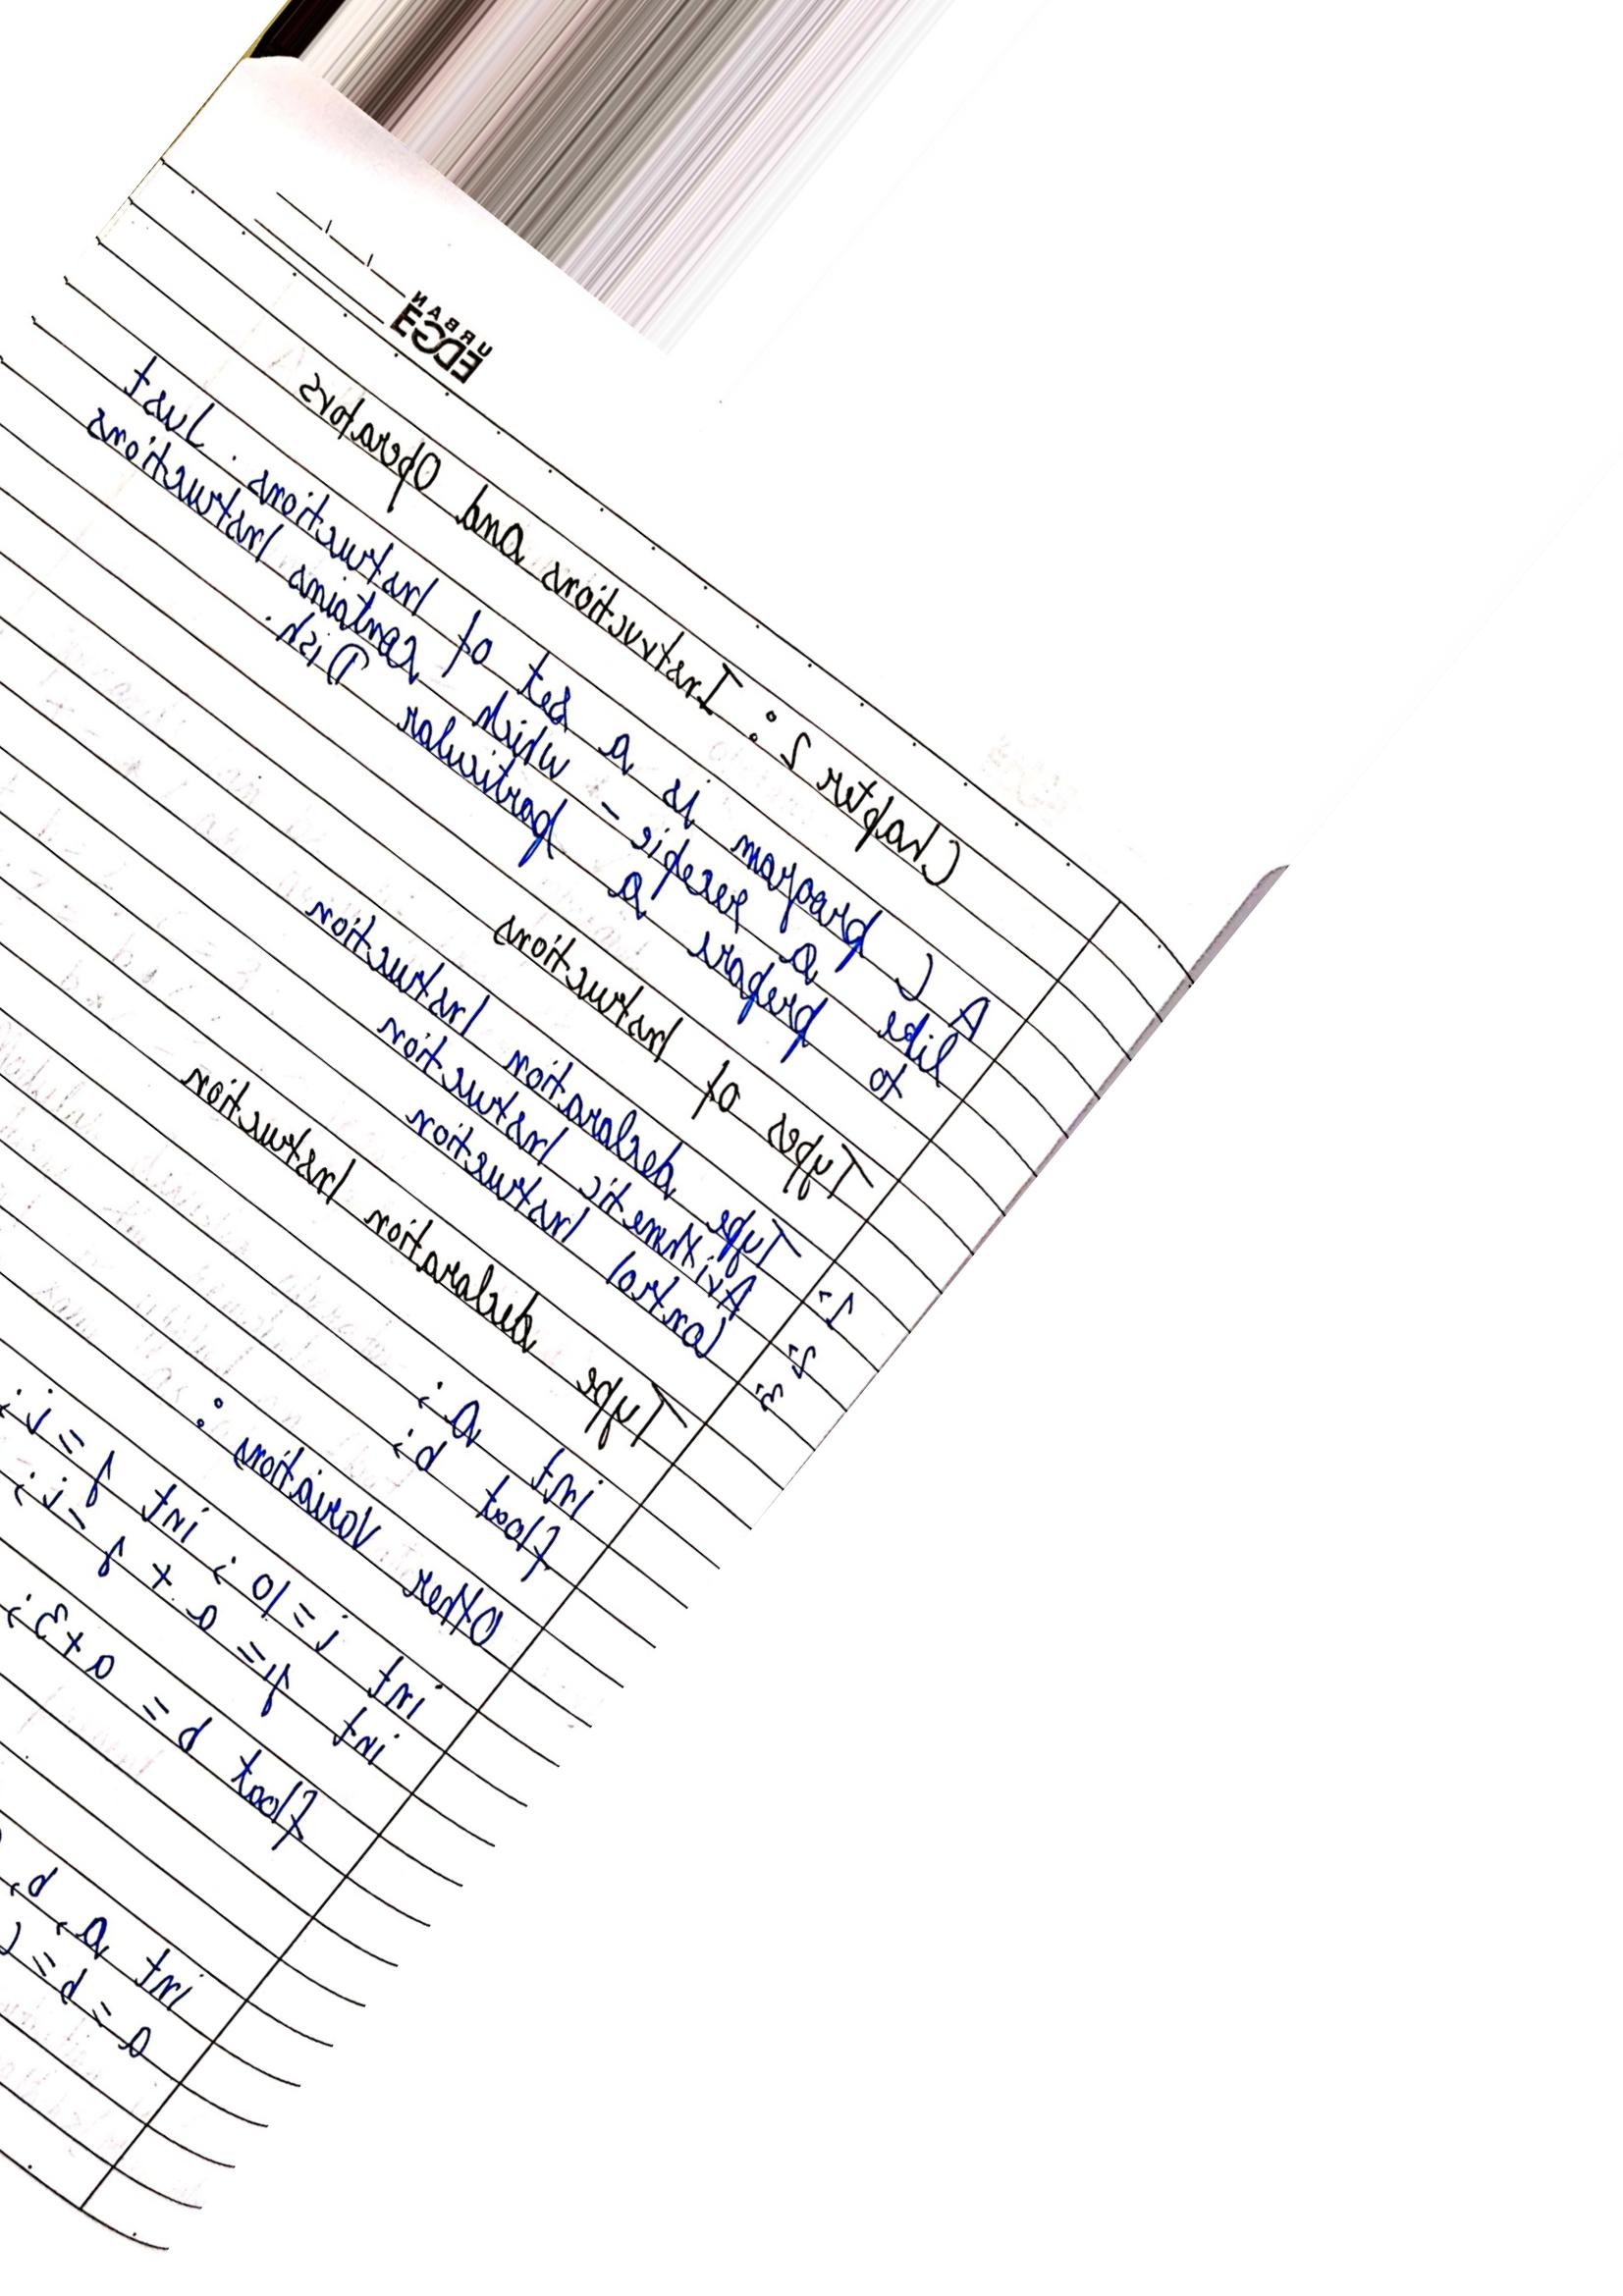 URBAN
EDGE
Chapter 2: Instructions and Operators
A C program is a set of Instructions. Just
like a recepie - which contains Instructions
to prepare a particular Dish.
Types of Instructions
1. Type declaration Instruction
2. Arithmetic Instruction
3. Control Instruction
Type declaration Instruction
int a;
float b;
Other Variations:
int i = 10; int j = i;
int j1 = a + j - i;
float b = a + 3;
int a, b,
a = b =